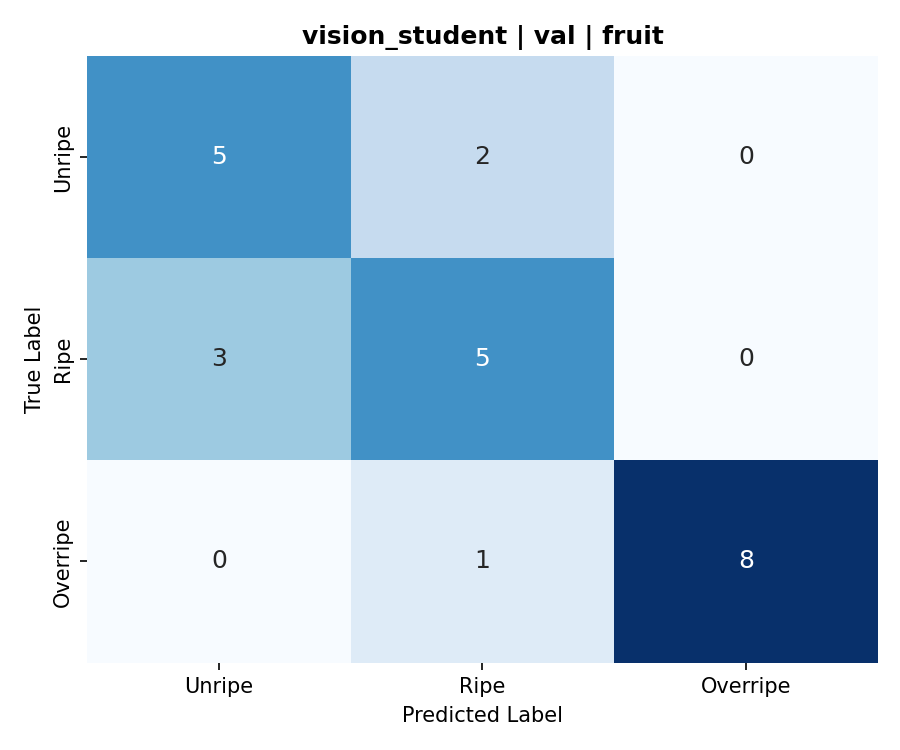 vision_student | val | fruit
True Label
Unripe
5 2 0
Ripe
3 5 0
Overripe
0 1 8
Unripe Ripe Overripe
Predicted Label